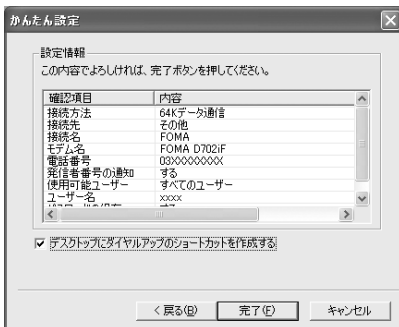 かんたん設定
設定情報
この内容でよろしければ、完了ボタンを押してください。
確認項目 内容
接続方法 64Kデータ通信
接続先 その他
接続名 FOMA
モデム名 FOMA D702iF
電話番号 03XXXXXXXX
発信者番号の通知 する
使用可能ユーザー すべてのユーザー
ユーザー名 xxxx
デスクトップにダイヤルアップのショートカットを作成する
< 戻る(B) 完了(F) キャンセル